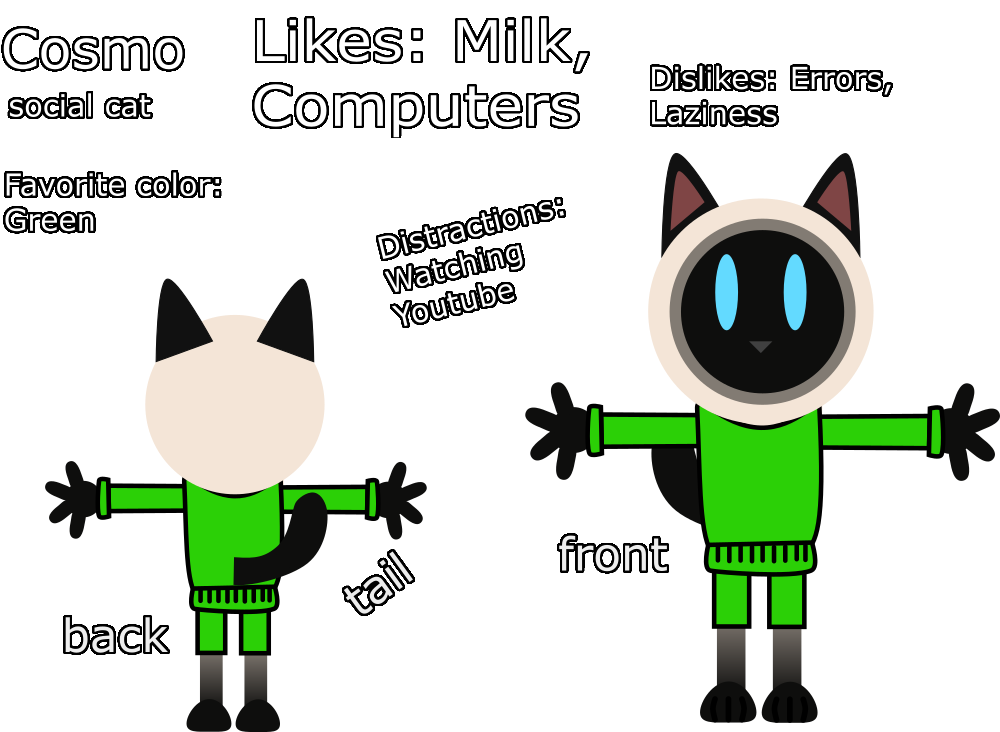 Cosmo
social cat
Likes: Milk,
Computers
Dislikes: Errors,
Laziness
Favorite color:
Green
Distractions:
Watching
Youtube
front
tail
back